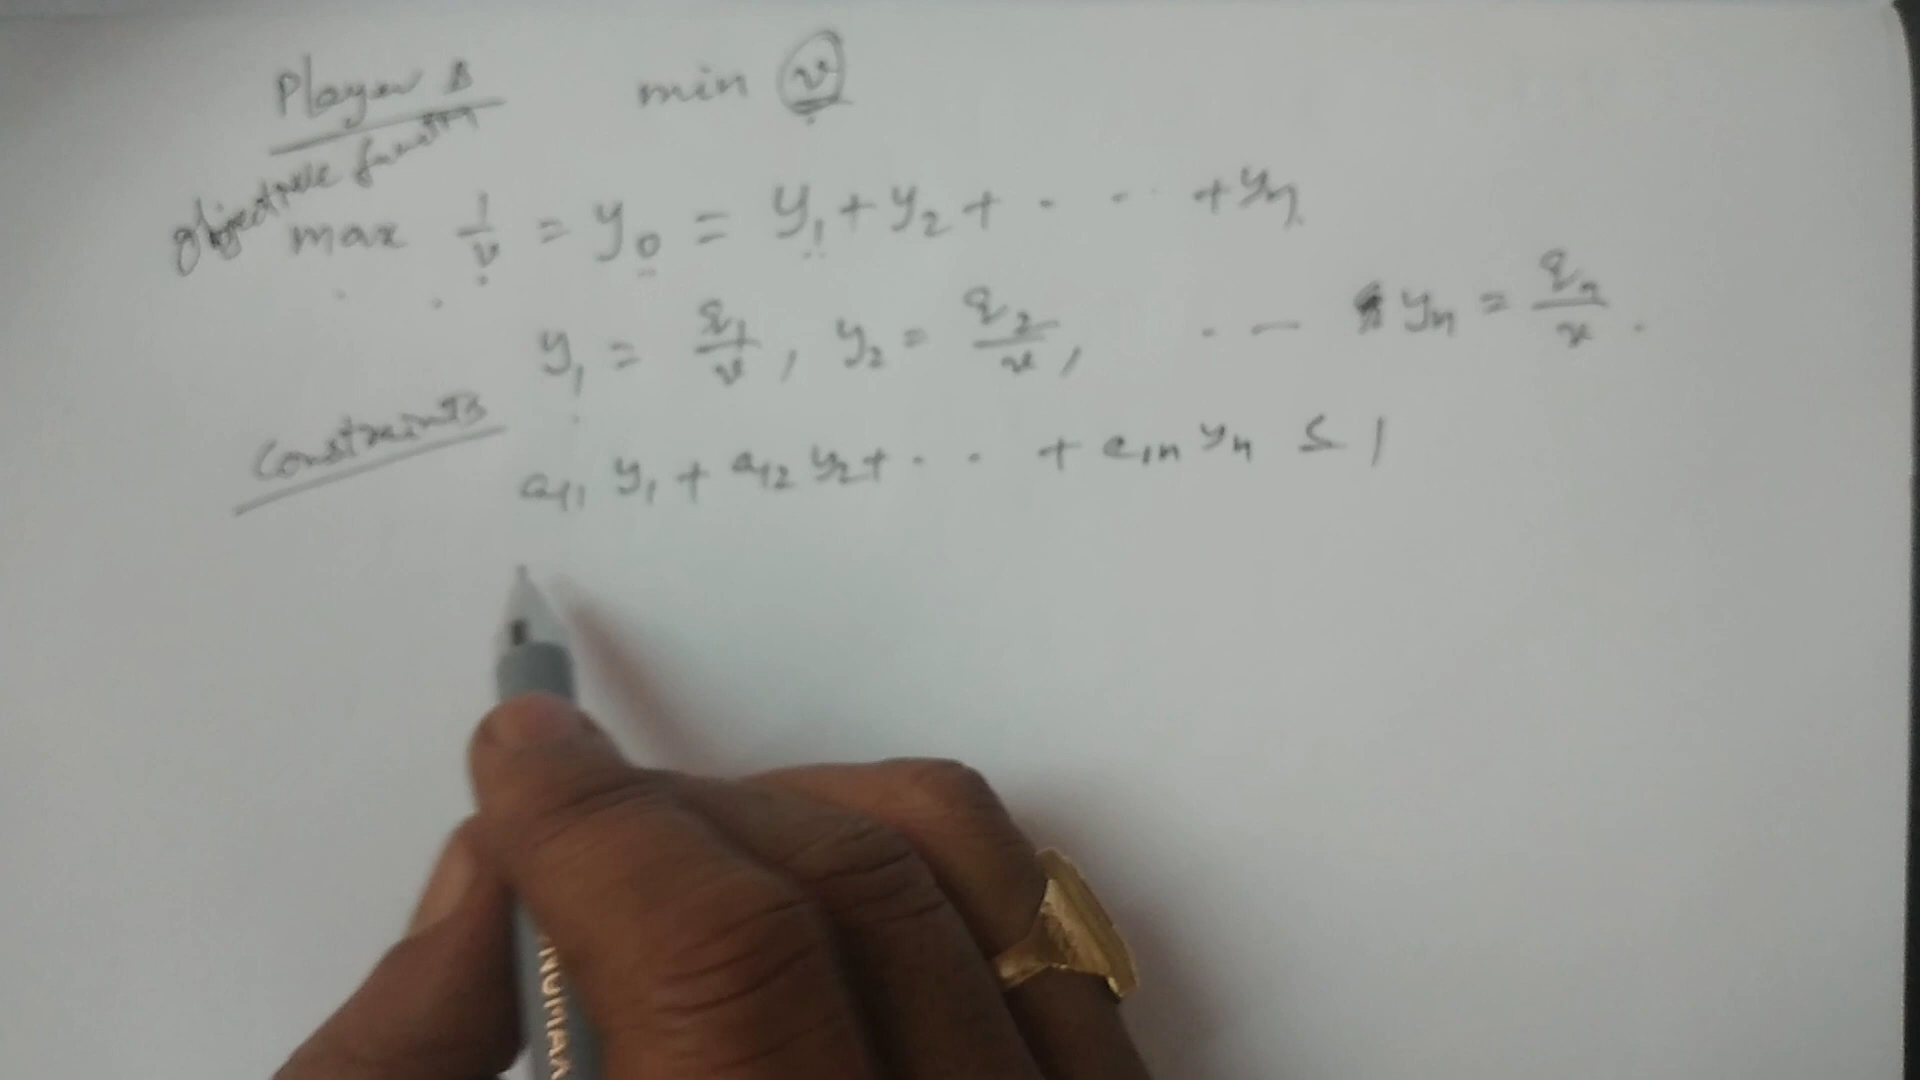 Player B min v
objective function
max 1/v = y₀ = y₁ + y₂ + · · · + yₙ
y₁ = q₁/v, y₂ = q₂/v, · — yₙ = qₙ/v.
Constraints
a₁₁ y₁ + a₁₂ y₂ + · · + a₁ₙ yₙ ≤ 1